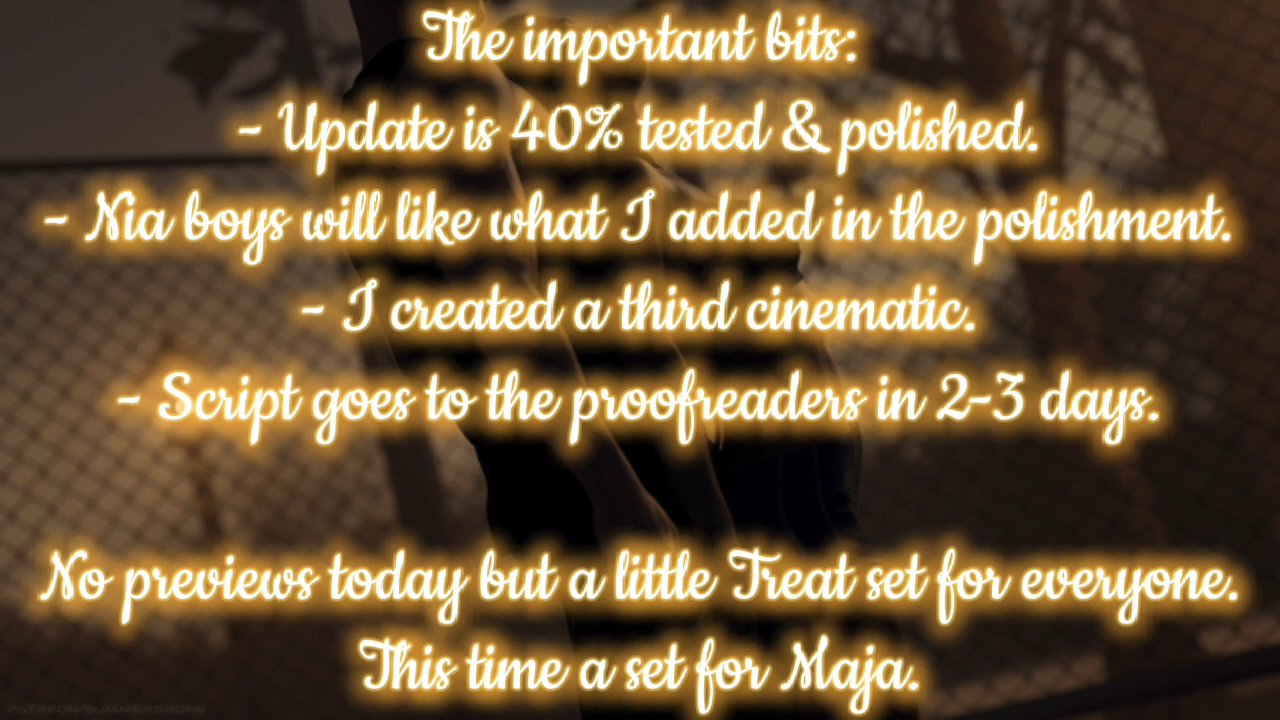 The important bits:
- Update is 40% tested & polished.
- Nia boys will like what I added in the polishment.
- I created a third cinematic.
- Script goes to the proofreaders in 2-3 days.
No previews today but a little Treat set for everyone.
This time a set for Maja.
PATREON/SUMMERSGONE